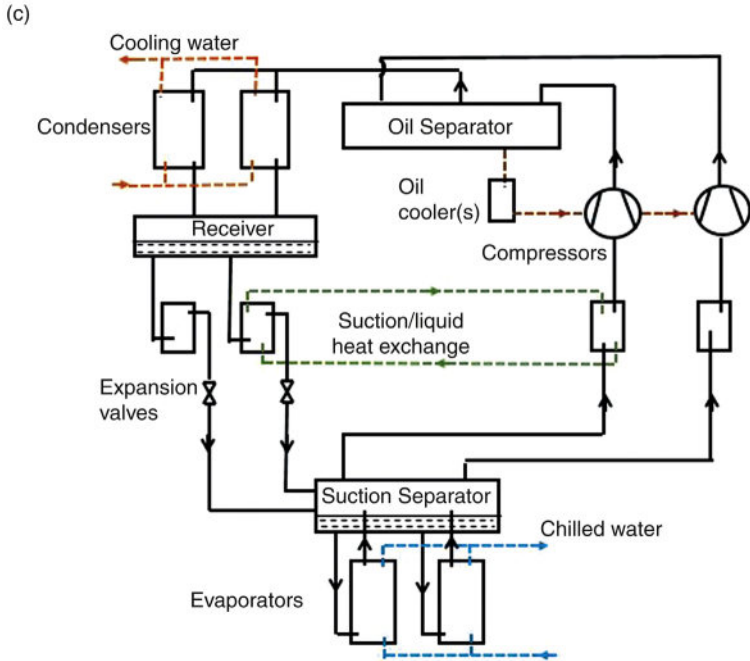 (c)
Cooling water
Condensers
Oil Separator
Oil
cooler(s)
Receiver
Compressors
Suction/liquid
heat exchange
Expansion
valves
Suction Separator
Chilled water
Evaporators